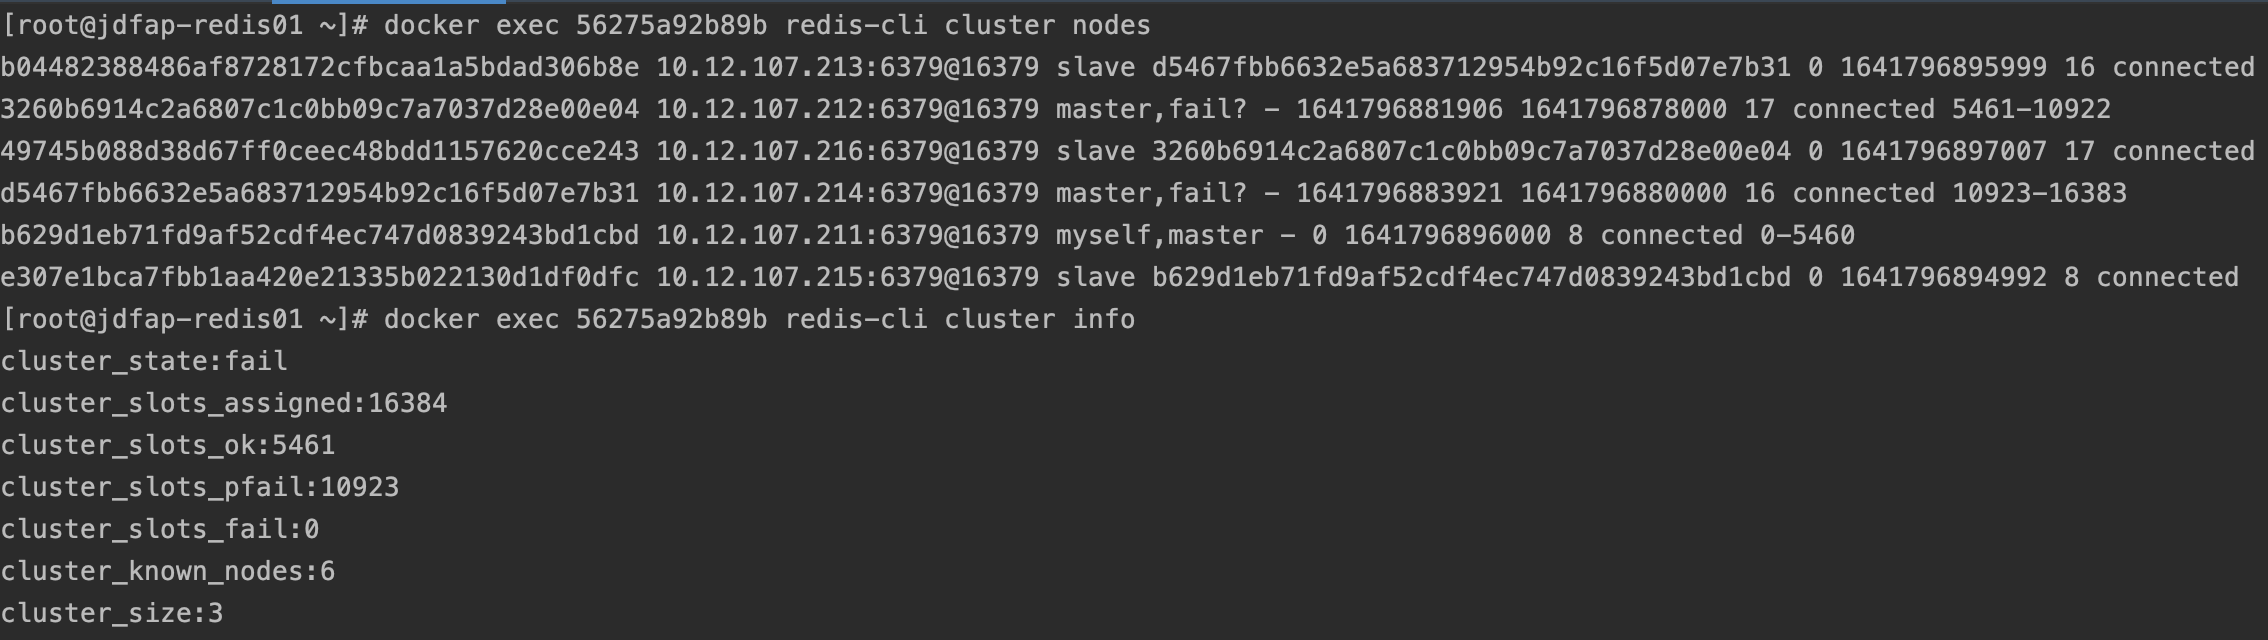 [root@jdfap-redis01 ~]# docker exec 56275a92b89b redis-cli cluster nodes
b04482388486af8728172cfbcaa1a5bdad306b8e 10.12.107.213:6379@16379 slave d5467fbb6632e5a683712954b92c16f5d07e7b31 0 1641796895999 16 connected
3260b6914c2a6807c1c0bb09c7a7037d28e00e04 10.12.107.212:6379@16379 master,fail? - 1641796881906 1641796878000 17 connected 5461-10922
49745b088d38d67ff0ceec48bdd1157620cce243 10.12.107.216:6379@16379 slave 3260b6914c2a6807c1c0bb09c7a7037d28e00e04 0 1641796897007 17 connected
d5467fbb6632e5a683712954b92c16f5d07e7b31 10.12.107.214:6379@16379 master,fail? - 1641796883921 1641796880000 16 connected 10923-16383
b629d1eb71fd9af52cdf4ec747d0839243bd1cbd 10.12.107.211:6379@16379 myself,master - 0 1641796896000 8 connected 0-5460
e307e1bca7fbb1aa420e21335b022130d1df0dfc 10.12.107.215:6379@16379 slave b629d1eb71fd9af52cdf4ec747d0839243bd1cbd 0 1641796894992 8 connected
[root@jdfap-redis01 ~]# docker exec 56275a92b89b redis-cli cluster info
cluster_state:fail
cluster_slots_assigned:16384
cluster_slots_ok:5461
cluster_slots_pfail:10923
cluster_slots_fail:0
cluster_known_nodes:6
cluster_size:3